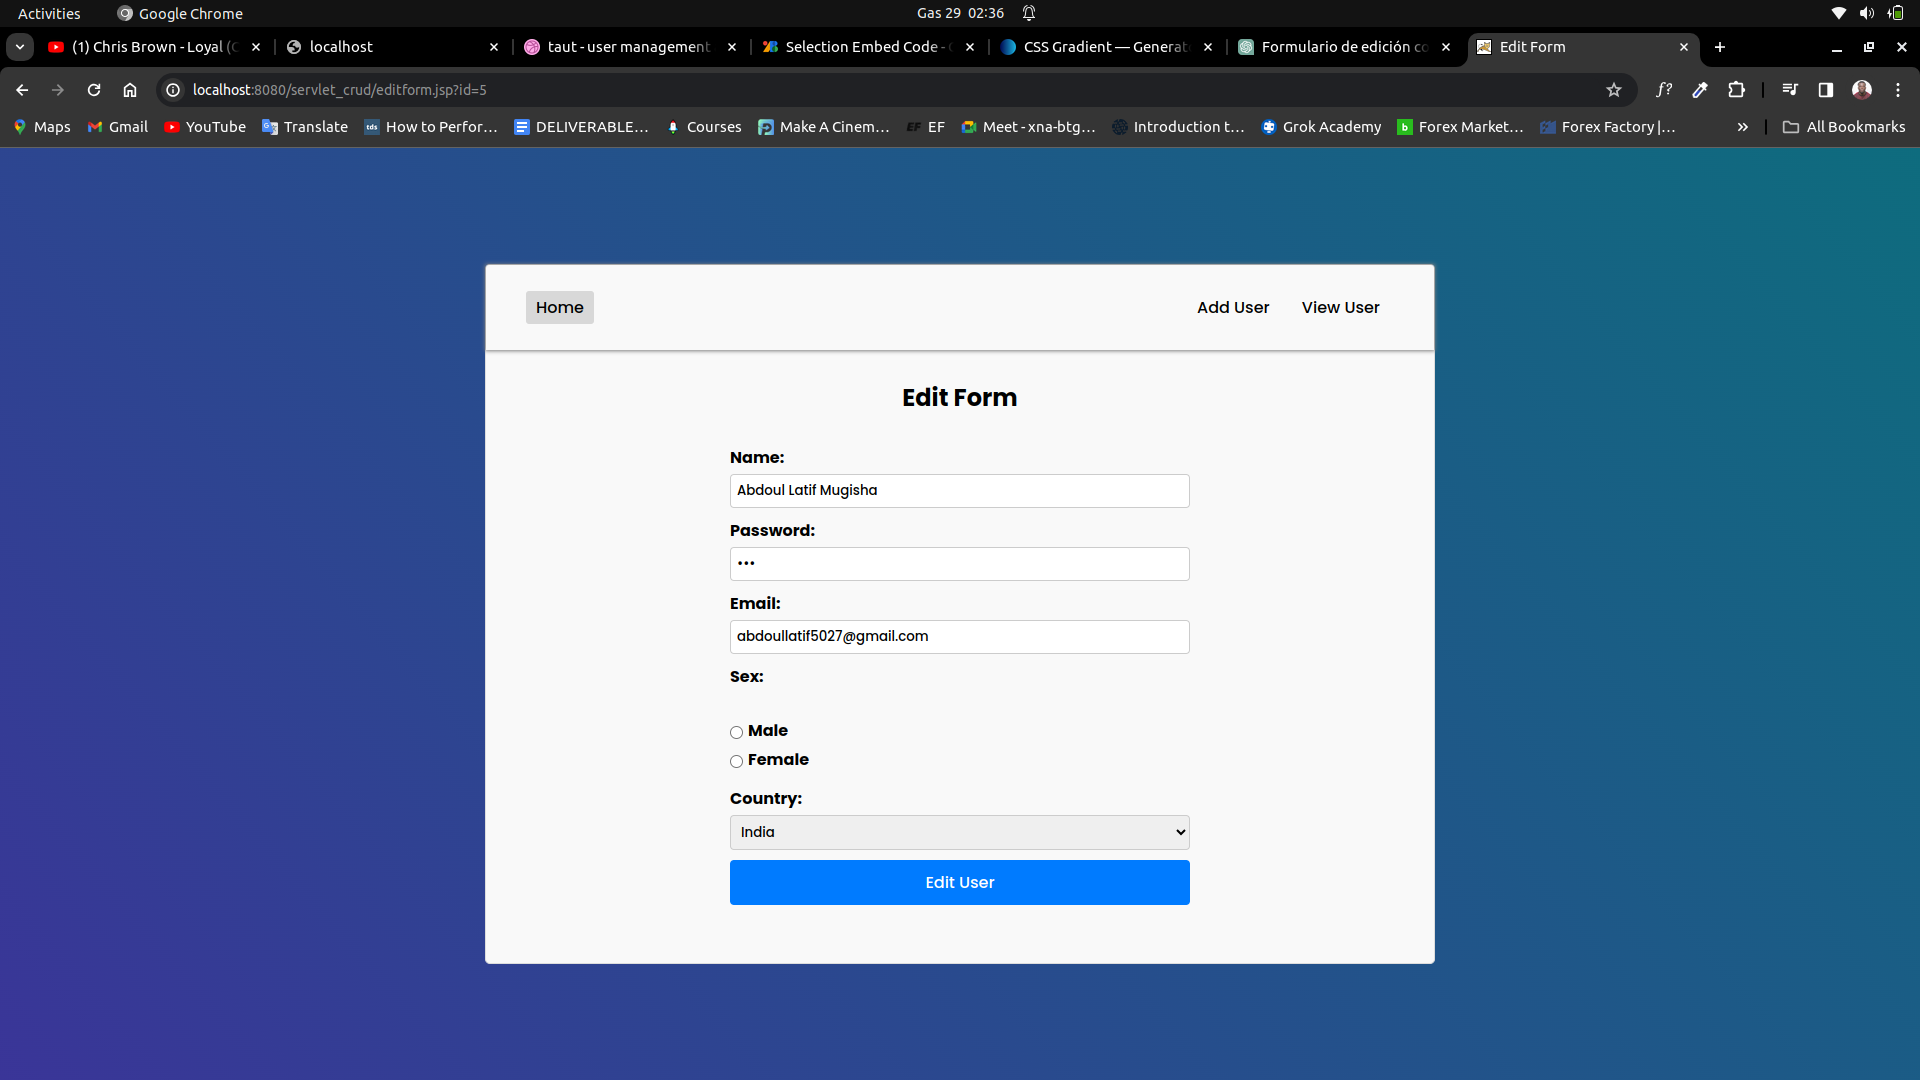 Activities Google Chrome Gas 29 02:36
(1) Chris Brown - Loyal ( localhost taut - user management Selection Embed Code - CSS Gradient — Generat Formulario de edición co Edit Form
localhost:8080/servlet_crud/editform.jsp?id=5 f?
Maps Gmail YouTube Translate tds How to Perfor... DELIVERABLE... Courses Make A Cinem... EF EF Meet - xna-btg... Introduction t... Grok Academy b Forex Market... Forex Factory |... » All Bookmarks
Home Add User View User
Edit Form
Name:
Abdoul Latif Mugisha
Password:
•••
Email:
abdoullatif5027@gmail.com
Sex:
Male
Female
Country:
India
Edit User